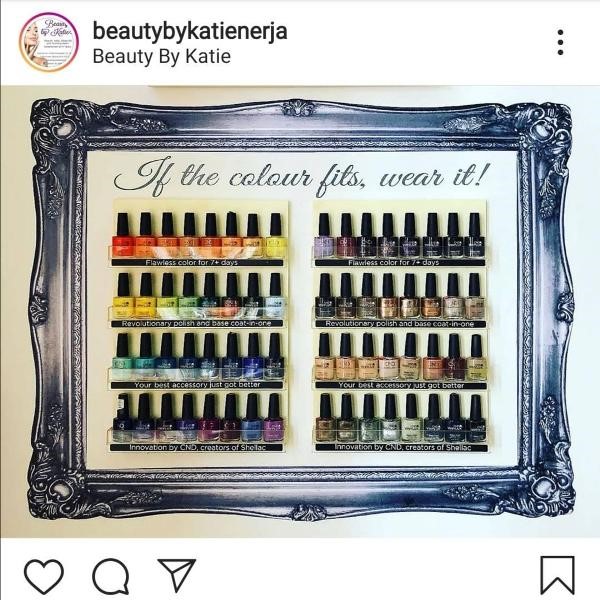 beautybykatienerja
Beauty By Katie
Beauty
by Katie
If the colour fits, wear it!
Flawless color for 7+ days
Flawless color for 7+ days
Revolutionary polish and base coat-in-one
Revolutionary polish and base coat-in-one
Your best accessory just got better
Your best accessory just got better
Innovation by CND, creators of Shellac
Innovation by CND, creators of Shellac